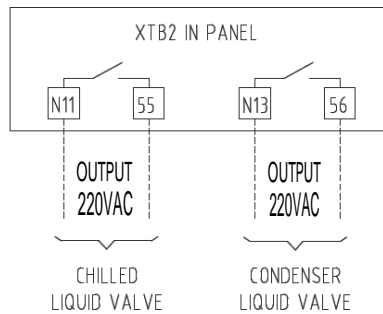 XTB2 IN PANEL
N11 55 N13 56
OUTPUT
220VAC
OUTPUT
220VAC
CHILLED
LIQUID VALVE
CONDENSER
LIQUID VALVE